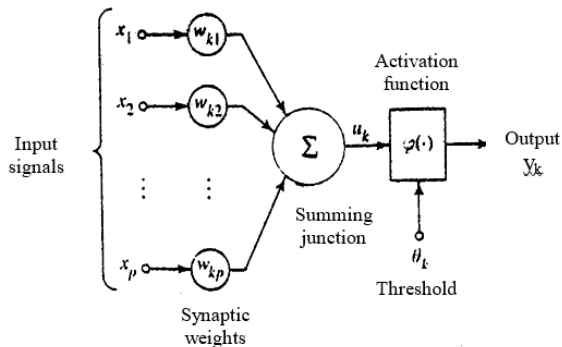 x1
wk1
Activation
function
x2
wk2
Input
signals
Σ
uk
φ(·)
Output
yk
⋮
⋮
Summing
junction
xp
wkp
θk
Threshold
Synaptic
weights